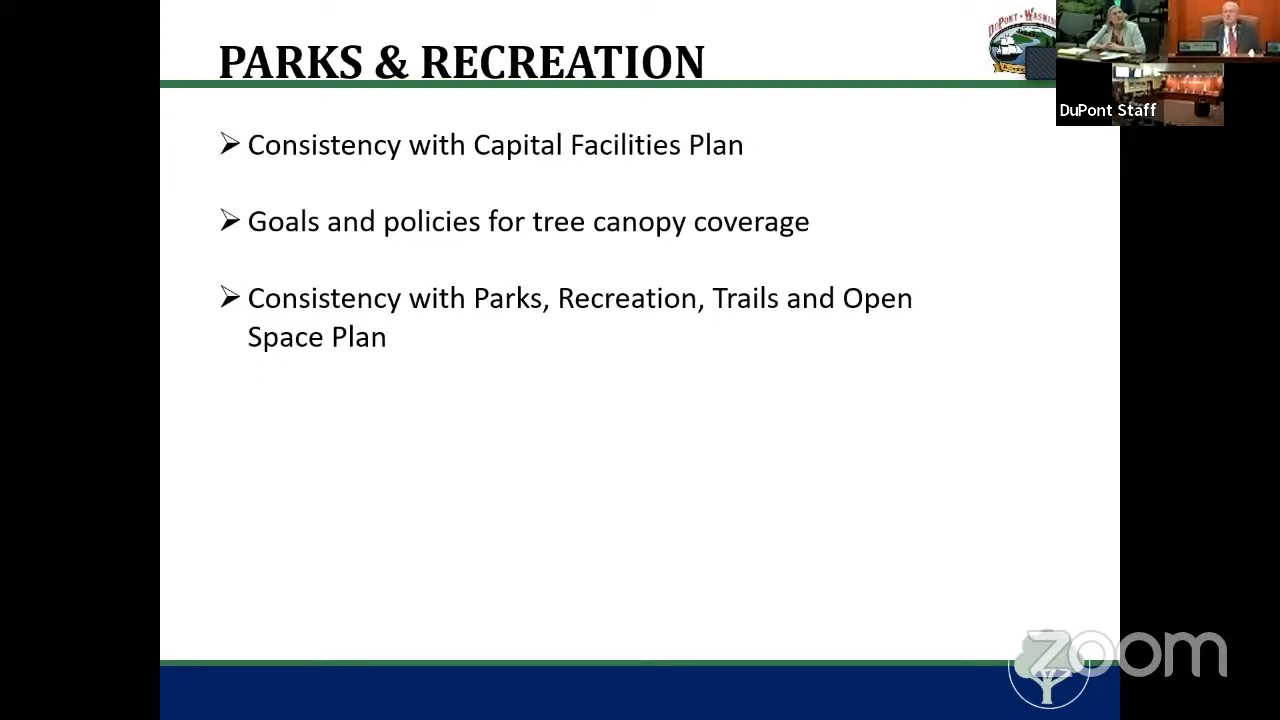 PARKS & RECREATION
DuPont Staff
➢ Consistency with Capital Facilities Plan
➢ Goals and policies for tree canopy coverage
➢ Consistency with Parks, Recreation, Trails and Open
Space Plan
zoom